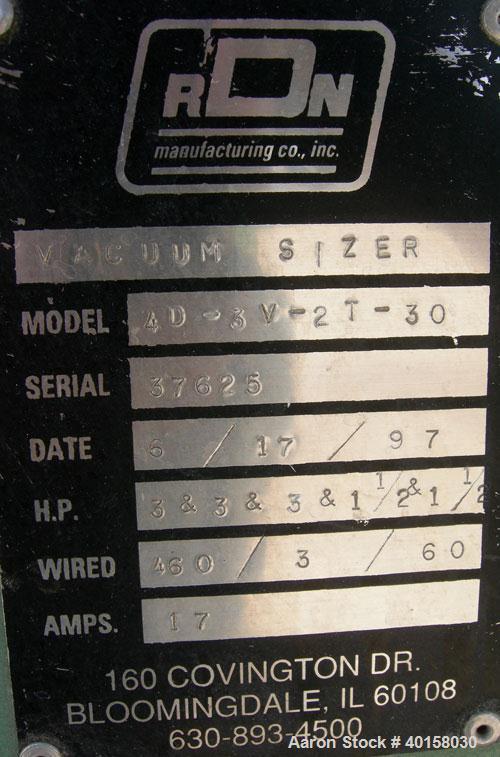 RDN
manufacturing co., inc.
VACUUM SIZER
MODEL 4D-3V-2T-30
SERIAL 37625
DATE 6/17/97
H.P. 3&3&3&1 1/2&1 1/2
WIRED 460/3/60
AMPS. 17
160 COVINGTON DR.
BLOOMINGDALE, IL 60108
630-893-4500
Aaron Stock # 40158030